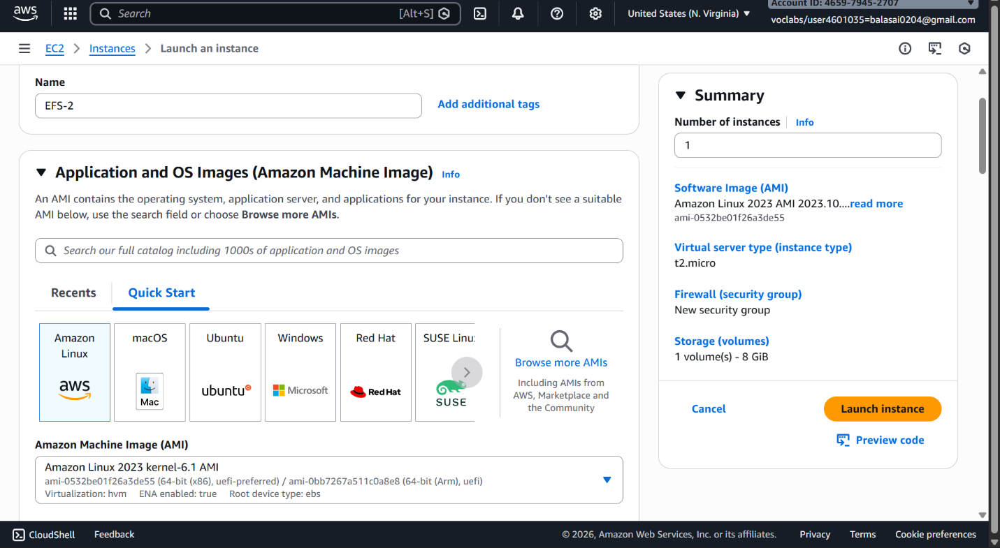 aws
Search
[Alt+S]
United States (N. Virginia)
Account ID: 4659-7945-2707
voclabs/user4601035=balasai0204@gmail.com
EC2
Instances
Launch an instance
Name
EFS-2
Add additional tags
Application and OS Images (Amazon Machine Image)
Info
An AMI contains the operating system, application server, and applications for your instance. If you don't see a suitable
AMI below, use the search field or choose Browse more AMIs.
Search our full catalog including 1000s of application and OS images
Recents
Quick Start
Amazon
Linux
aws
macOS
Mac
Ubuntu
ubuntu
Windows
Microsoft
Red Hat
Red Hat
SUSE Linu
SUSE
Browse more AMIs
Including AMIs from
AWS, Marketplace and
the Community
Amazon Machine Image (AMI)
Amazon Linux 2023 kernel-6.1 AMI
ami-0532be01f26a3de55 (64-bit (x86), uefi-preferred) / ami-0bb7267a511c0a8e8 (64-bit (Arm), uefi)
Virtualization: hvm ENA enabled: true Root device type: ebs
Summary
Number of instances
Info
1
Software Image (AMI)
Amazon Linux 2023 AMI 2023.10....read more
ami-0532be01f26a3de55
Virtual server type (instance type)
t2.micro
Firewall (security group)
New security group
Storage (volumes)
1 volume(s) - 8 GiB
Cancel
Launch instance
Preview code
CloudShell
Feedback
© 2026, Amazon Web Services, Inc. or its affiliates.
Privacy
Terms
Cookie preferences